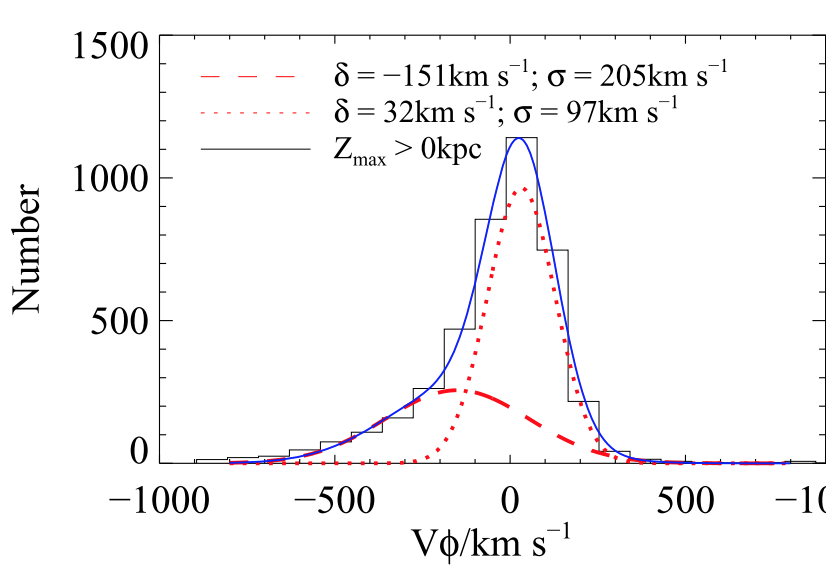 1500
δ = −151km s⁻¹; σ = 205km s⁻¹
δ = 32km s⁻¹; σ = 97km s⁻¹
Zmax > 0kpc
1000
Number
500
0
−1000 −500 0 500 −10
Vϕ/km s⁻¹